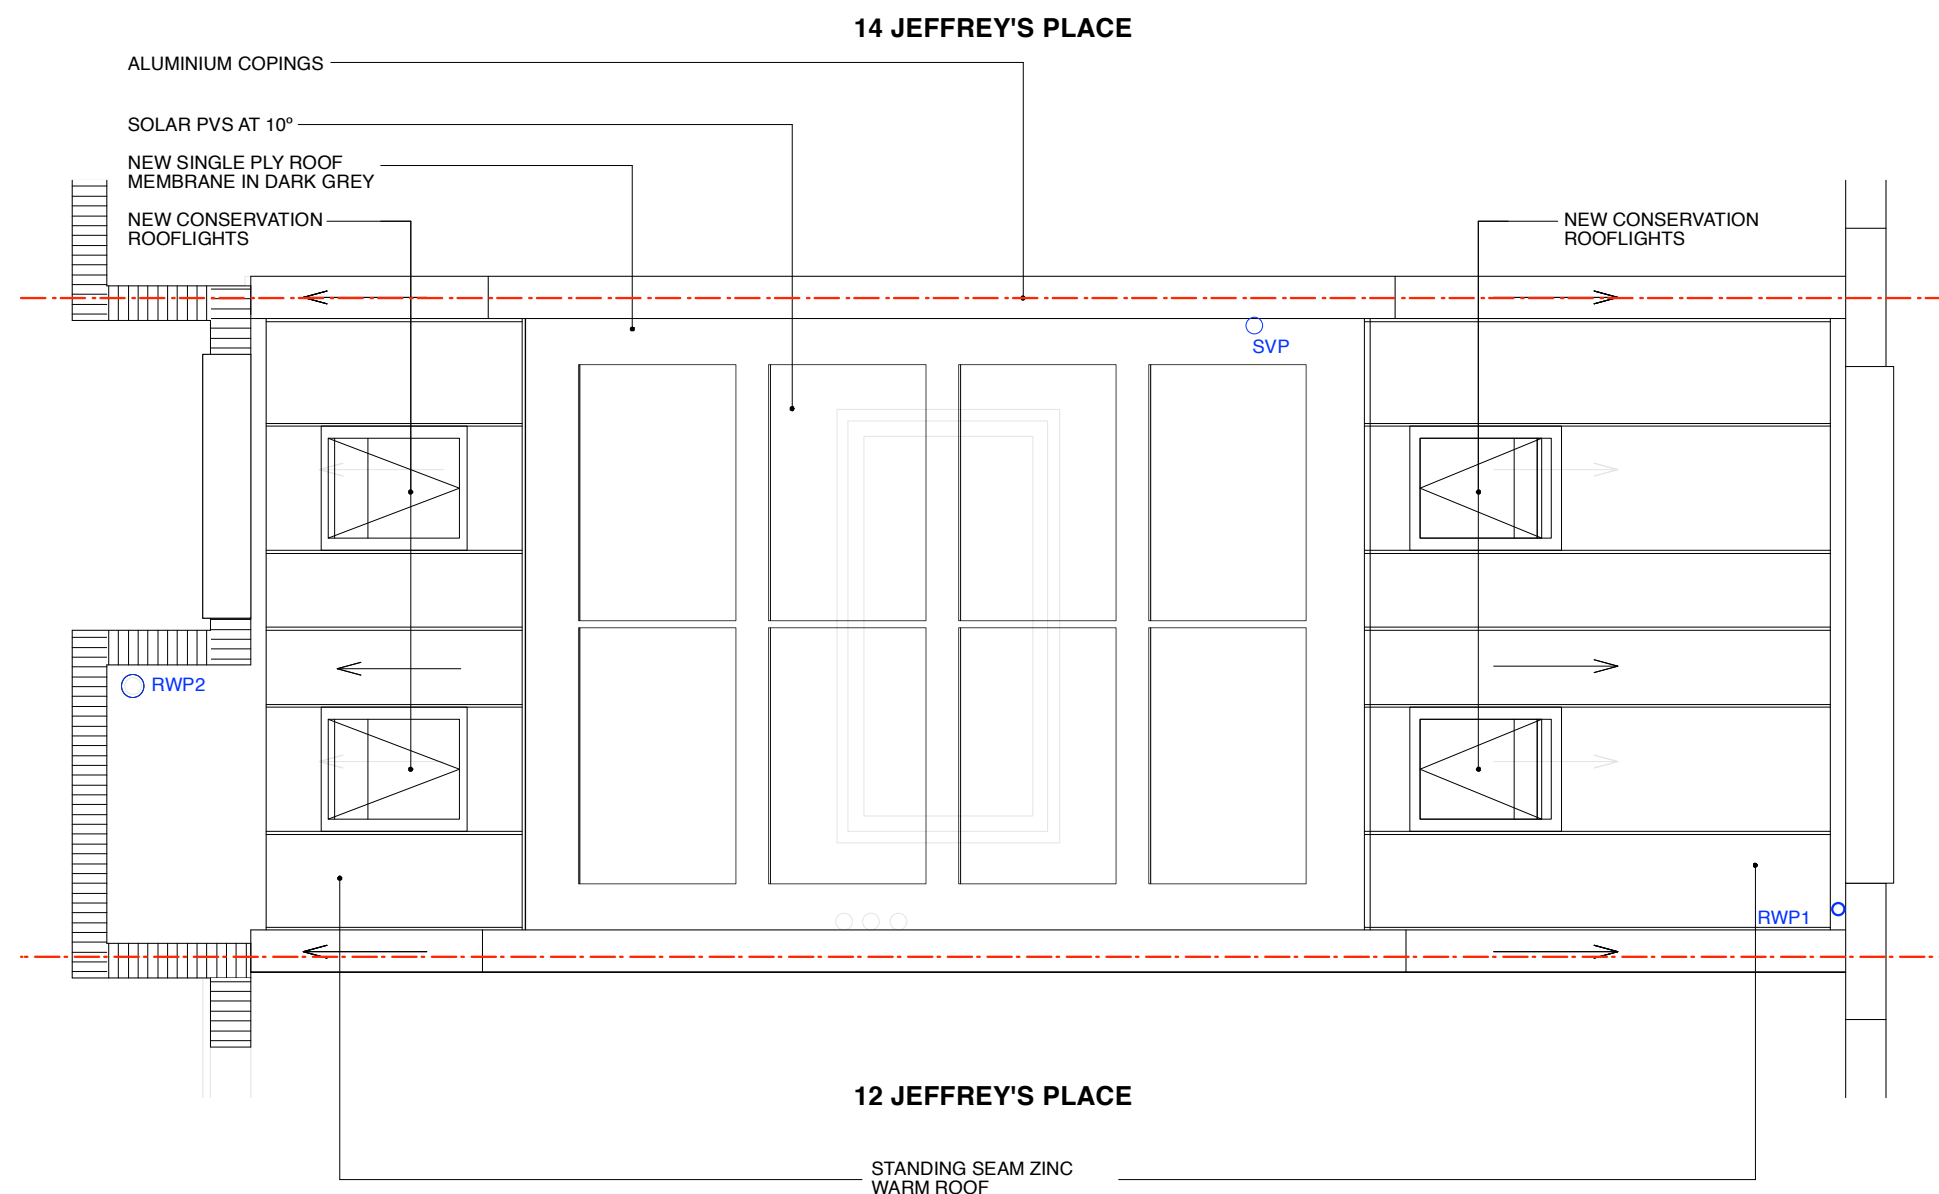 14 JEFFREY'S PLACE
ALUMINIUM COPINGS
SOLAR PVS AT 10º
NEW SINGLE PLY ROOF
MEMBRANE IN DARK GREY
NEW CONSERVATION
ROOFLIGHTS
NEW CONSERVATION
ROOFLIGHTS
SVP
RWP2
RWP1
12 JEFFREY'S PLACE
STANDING SEAM ZINC
WARM ROOF